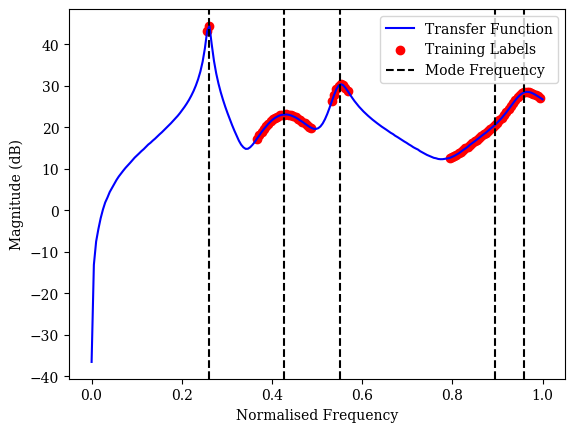 Transfer Function
Training Labels
Mode Frequency
Magnitude (dB)
40
30
20
10
0
−10
−20
−30
−40
0.0 0.2 0.4 0.6 0.8 1.0
Normalised Frequency